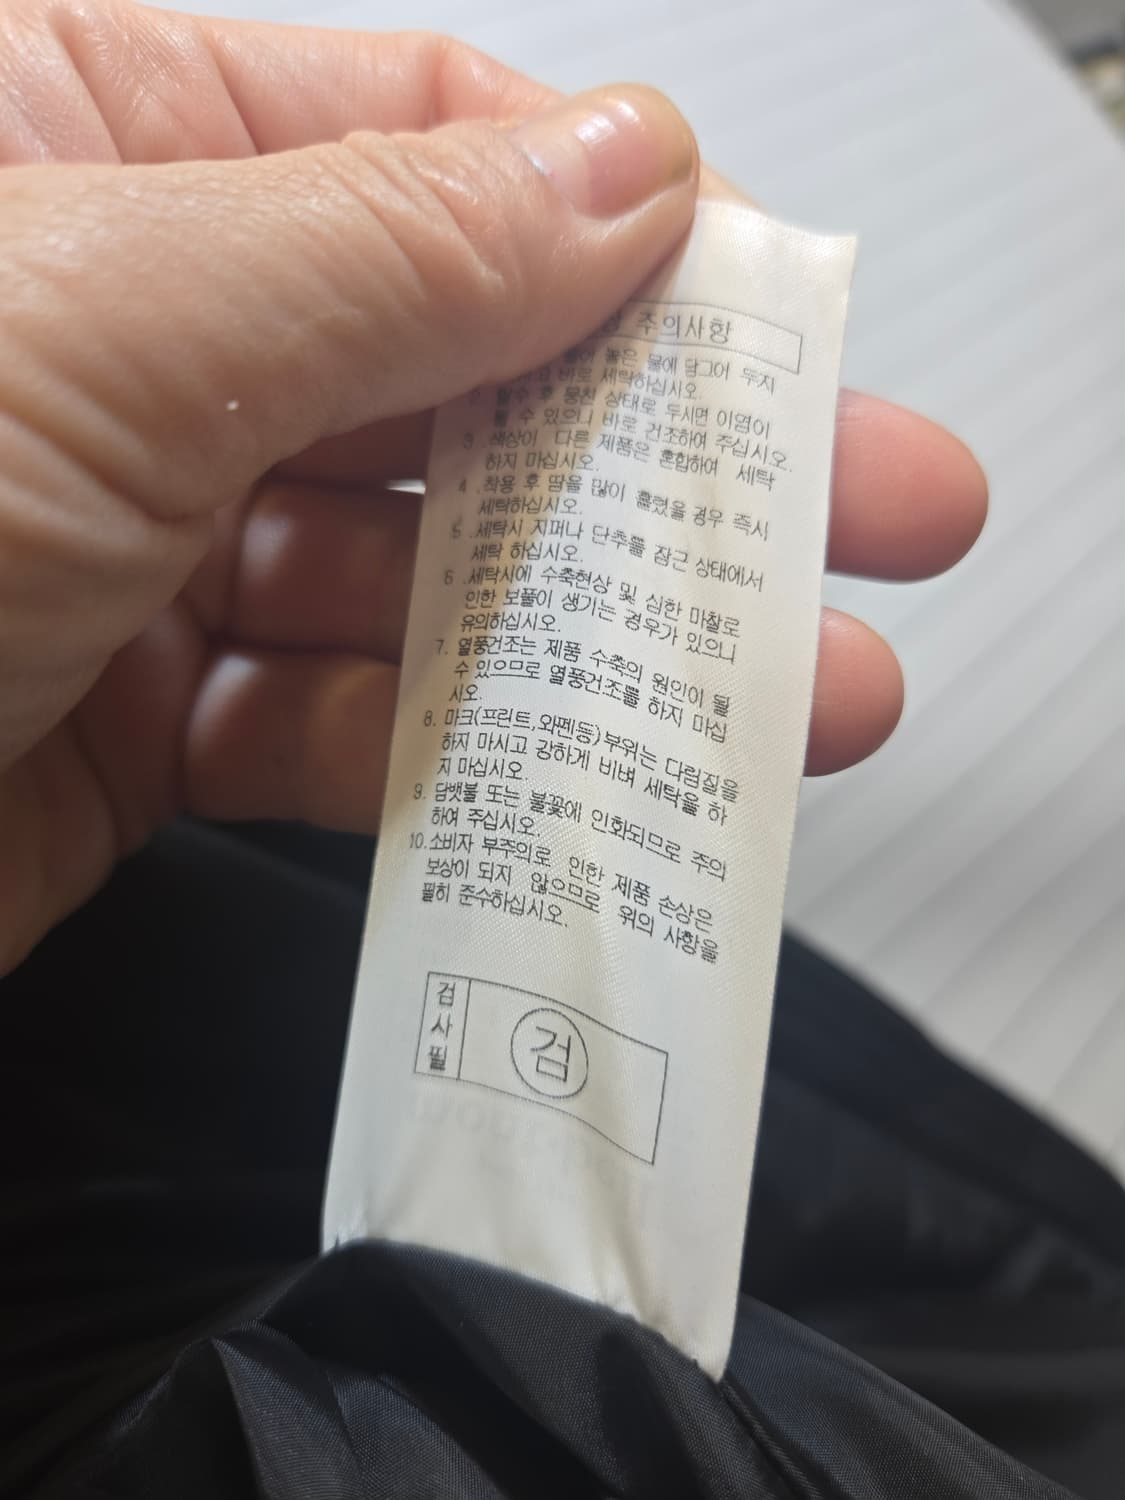 주의사항
놓은 물에 담그어 두지
바로 세탁하십시오.
탈수 후 뭉친 상태로 두시면 이염이
될 수 있으니 바로 건조하여 주십시오.
3 .색상이 다른 제품은 혼합하여 세탁
하지 마십시오.
4 .착용 후 땀을 많이 흘렸을 경우 즉시
세탁하십시오.
5 .세탁시 지퍼나 단추를 잠근 상태에서
세탁 하십시오.
6 .세탁시에 수축현상 및 심한 마찰로
인한 보풀이 생기는 경우가 있으니
유의하십시오.
7. 열풍건조는 제품 수축의 원인이 될
수 있으므로 열풍건조를 하지 마십
시오.
8. 마크(프린트,와펜등)부위는 다림질을
하지 마시고 강하게 비벼 세탁을 하
지 마십시오.
9. 담뱃불 또는 불꽃에 인화되므로 주의
하여 주십시오.
10.소비자 부주의로 인한 제품 손상은
보상이 되지 않으므로 위의 사항을
필히 준수하십시오.
검사필
검